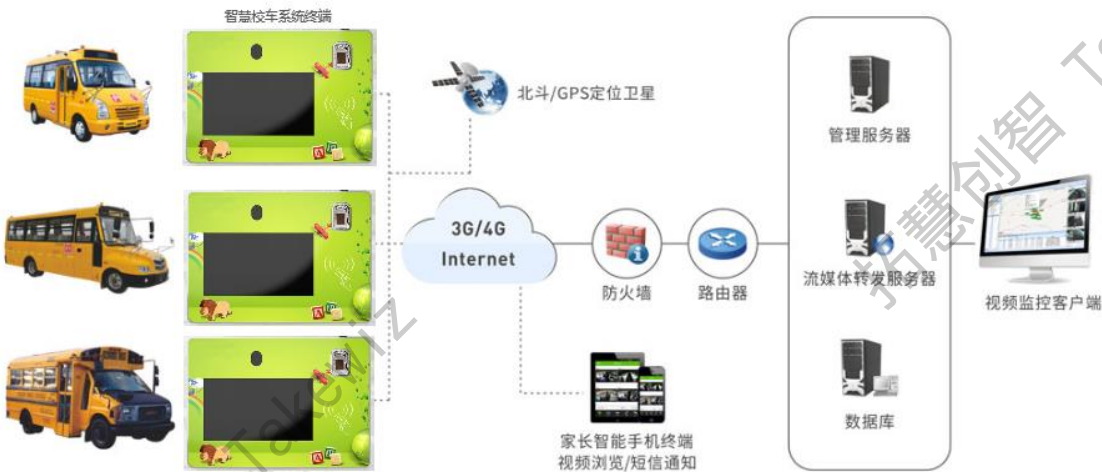 智慧校车系统终端
北斗/GPS定位卫星
管理服务器
3G/4G
Internet
防火墙
路由器
流媒体转发服务器
视频监控客户端
数据库
家长智能手机终端
视频浏览/短信通知
Takewiz
拓慧创智